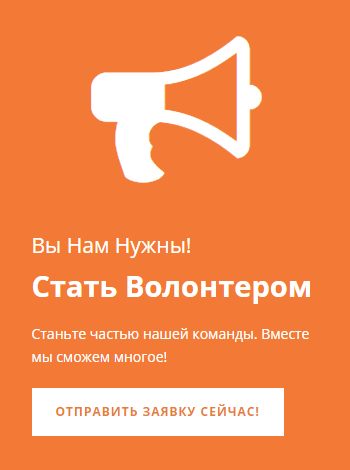 Вы Нам Нужны!
Стать Волонтером
Станьте частью нашей команды. Вместе
мы сможем многое!
ОТПРАВИТЬ ЗАЯВКУ СЕЙЧАС!